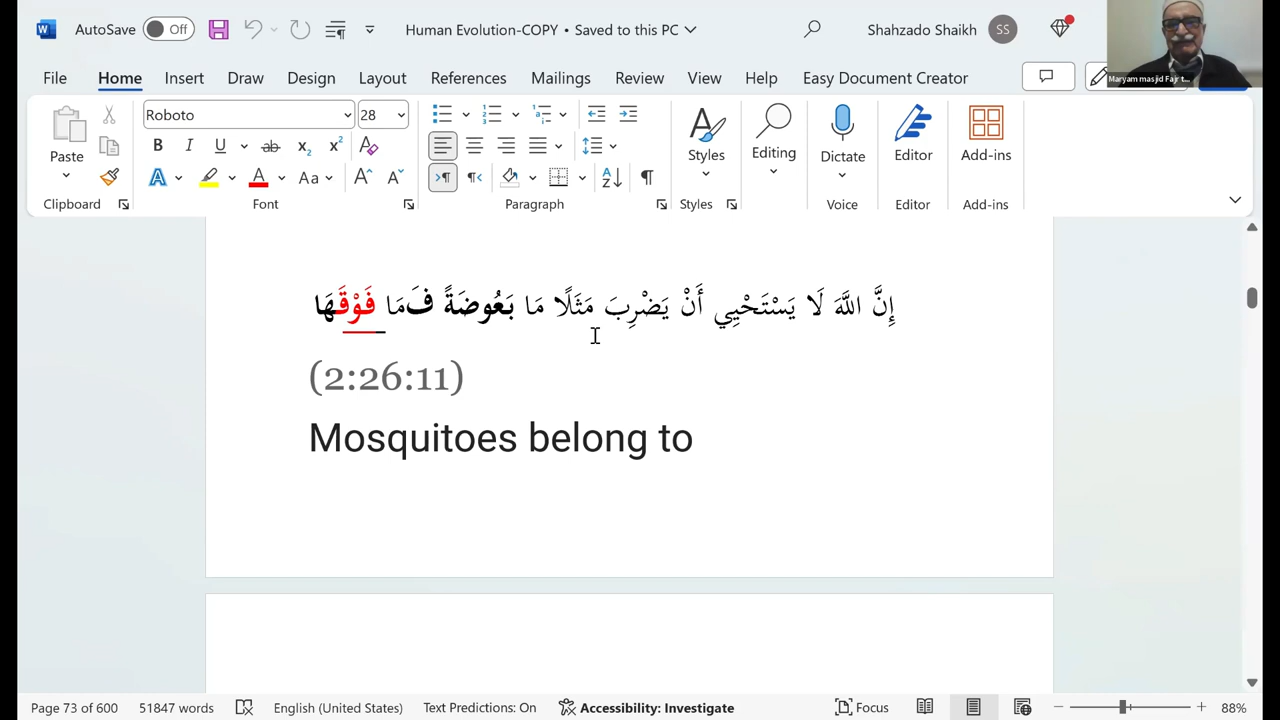 AutoSave Off Human Evolution-COPY • Saved to this PC Shahzado Shaikh SS
Maryam masjid Fajr t...
File Home Insert Draw Design Layout References Mailings Review View Help Easy Document Creator
Roboto 28
Paste Styles Editing Dictate Editor Add-ins
Clipboard Font Paragraph Styles Voice Editor Add-ins
إِنَّ اللَّهَ لَا يَسْتَحْيِي أَنْ يَضْرِبَ مَثَلًا مَا بَعُوضَةً فَمَا فَوْقَهَا
(2:26:11)
Mosquitoes belong to
Page 73 of 600 51847 words English (United States) Text Predictions: On Accessibility: Investigate Focus 88%